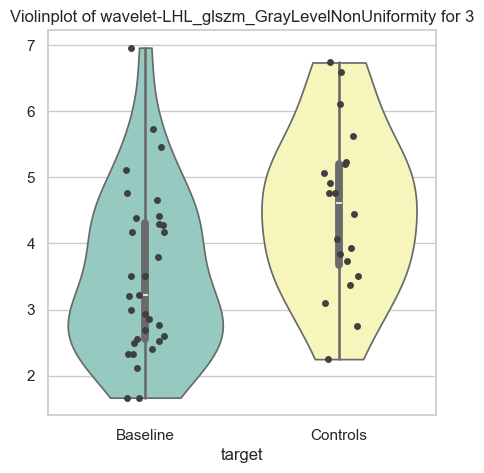 Violinplot of wavelet-LHL_glszm_GrayLevelNonUniformity for 3
7
6
5
4
3
2
Baseline Controls
target